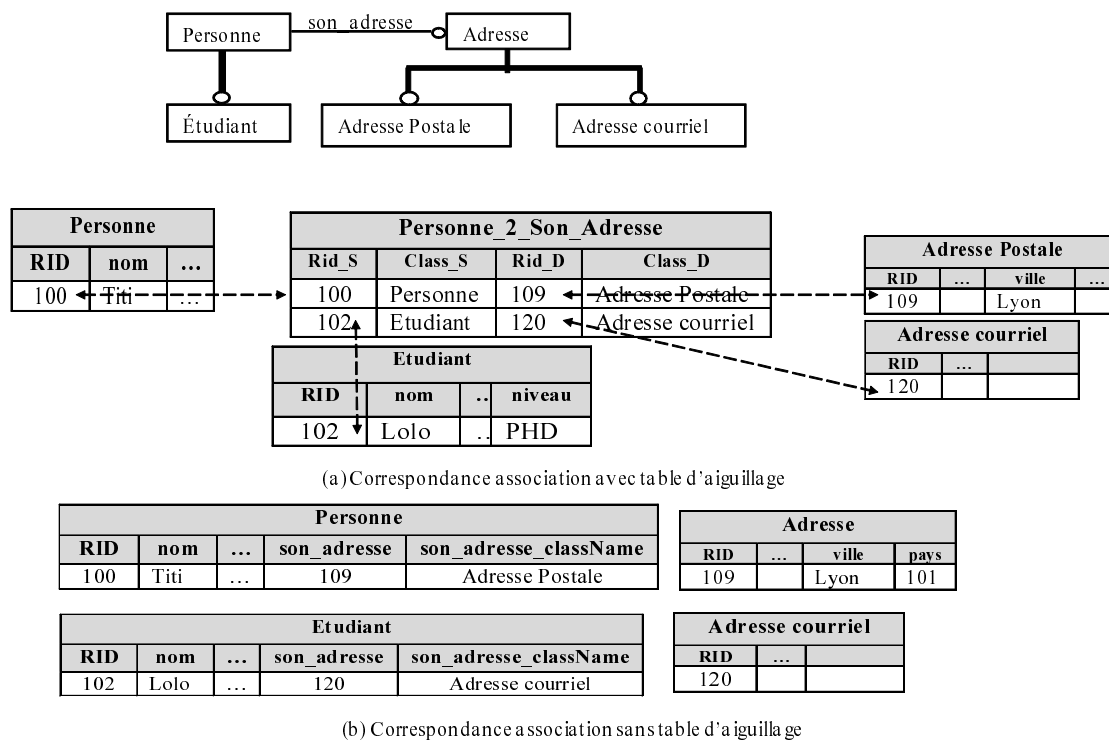 son_adresse
Personne
Adresse
Étudiant
Adresse Postale
Adresse courriel
Personne
RID nom ...
100 Titi ...
Personne_2_Son_Adresse
Rid_S Class_S Rid_D Class_D
100 Personne 109 Adresse Postale
102 Etudiant 120 Adresse courriel
Adresse Postale
RID ... ville ...
109 Lyon
Adresse courriel
RID ...
120
Etudiant
RID nom .. niveau
102 Lolo .. PHD
(a) Correspondance association avec table d'aiguillage
Personne
RID nom ... son_adresse son_adresse_className
100 Titi ... 109 Adresse Postale
Adresse
RID ... ville pays
109 Lyon 101
Etudiant
RID nom ... son_adresse son_adresse_className
102 Lolo ... 120 Adresse courriel
Adresse courriel
RID ...
120
(b) Correspondance association sans table d'aiguillage